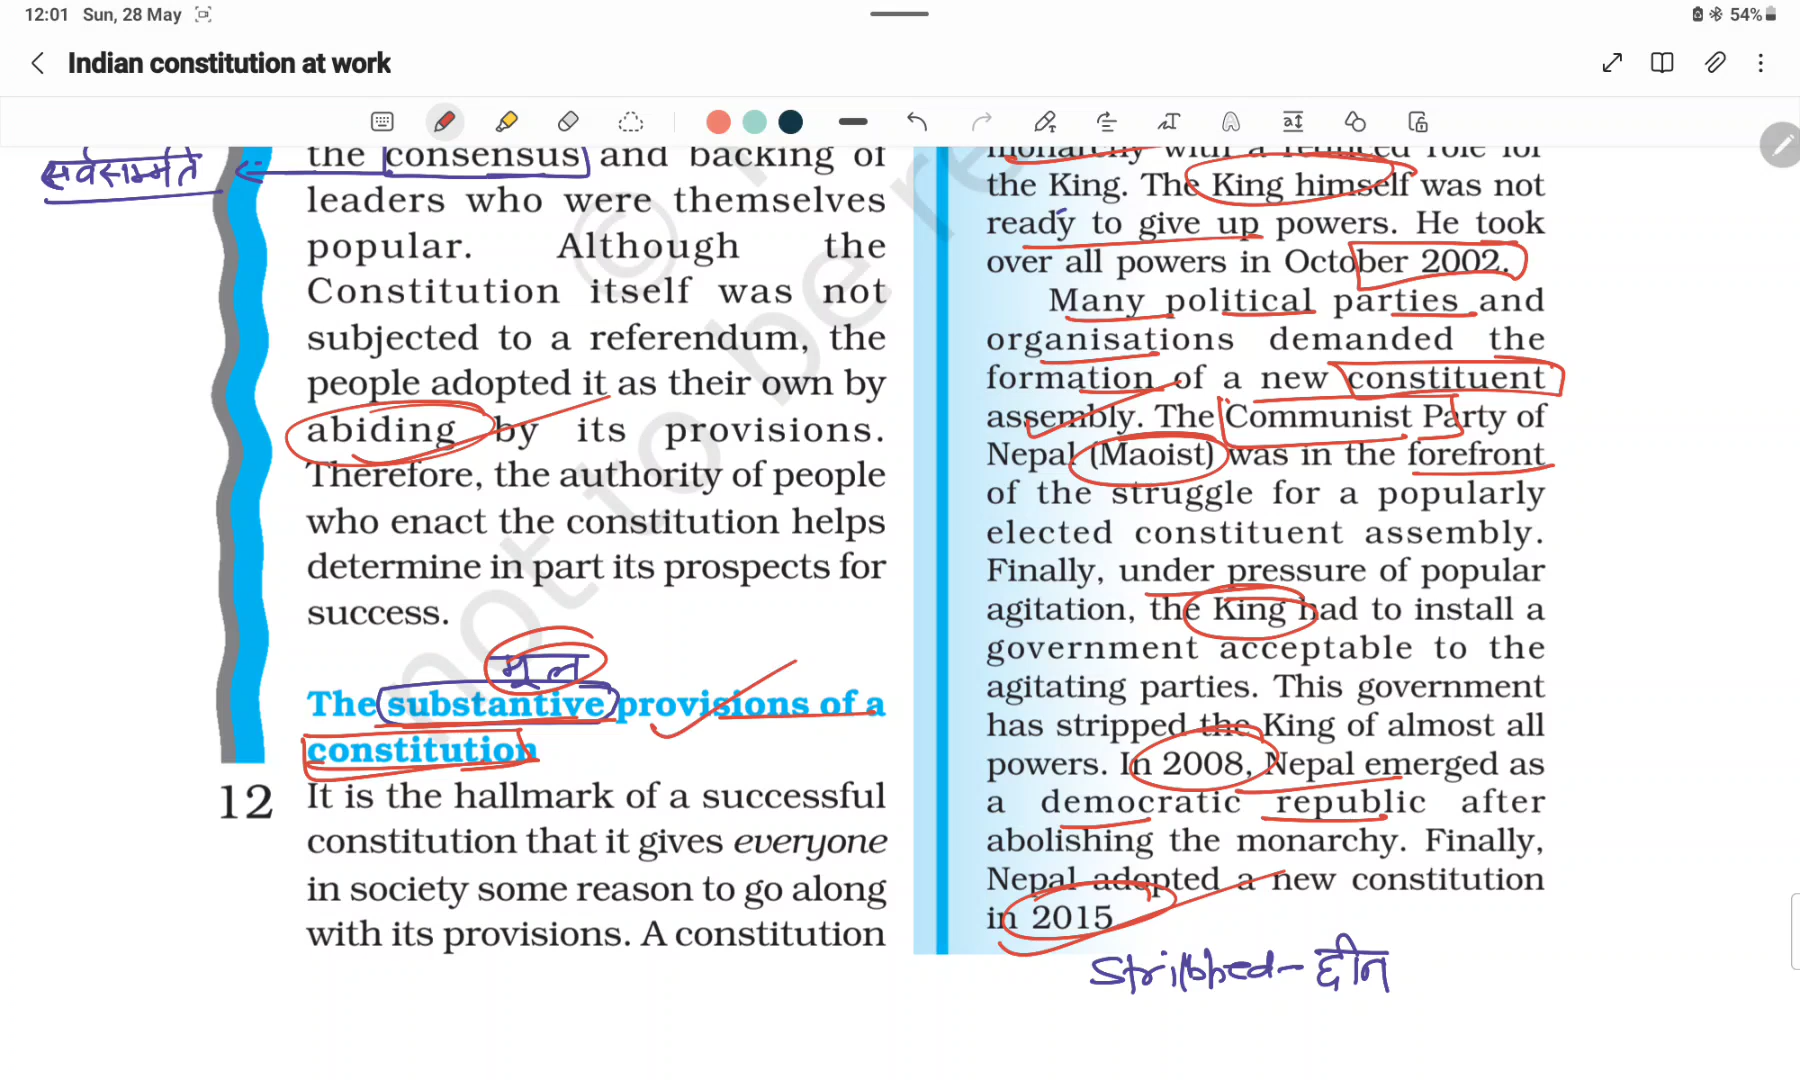 12:01 Sun, 28 May
54%
Indian constitution at work
सर्वसम्मति
the consensus and backing of
leaders who were themselves
popular. Although the
Constitution itself was not
subjected to a referendum, the
people adopted it as their own by
abiding by its provisions.
Therefore, the authority of people
who enact the constitution helps
determine in part its prospects for
success.
मूल
The substantive provisions of a
constitution
12
It is the hallmark of a successful
constitution that it gives everyone
in society some reason to go along
with its provisions. A constitution
monarchy with a reduced role for
the King. The King himself was not
ready to give up powers. He took
over all powers in October 2002.
Many political parties and
organisations demanded the
formation of a new constituent
assembly. The Communist Party of
Nepal (Maoist) was in the forefront
of the struggle for a popularly
elected constituent assembly.
Finally, under pressure of popular
agitation, the King had to install a
government acceptable to the
agitating parties. This government
has stripped the King of almost all
powers. In 2008, Nepal emerged as
a democratic republic after
abolishing the monarchy. Finally,
Nepal adopted a new constitution
in 2015
Stripped -
© not to be re